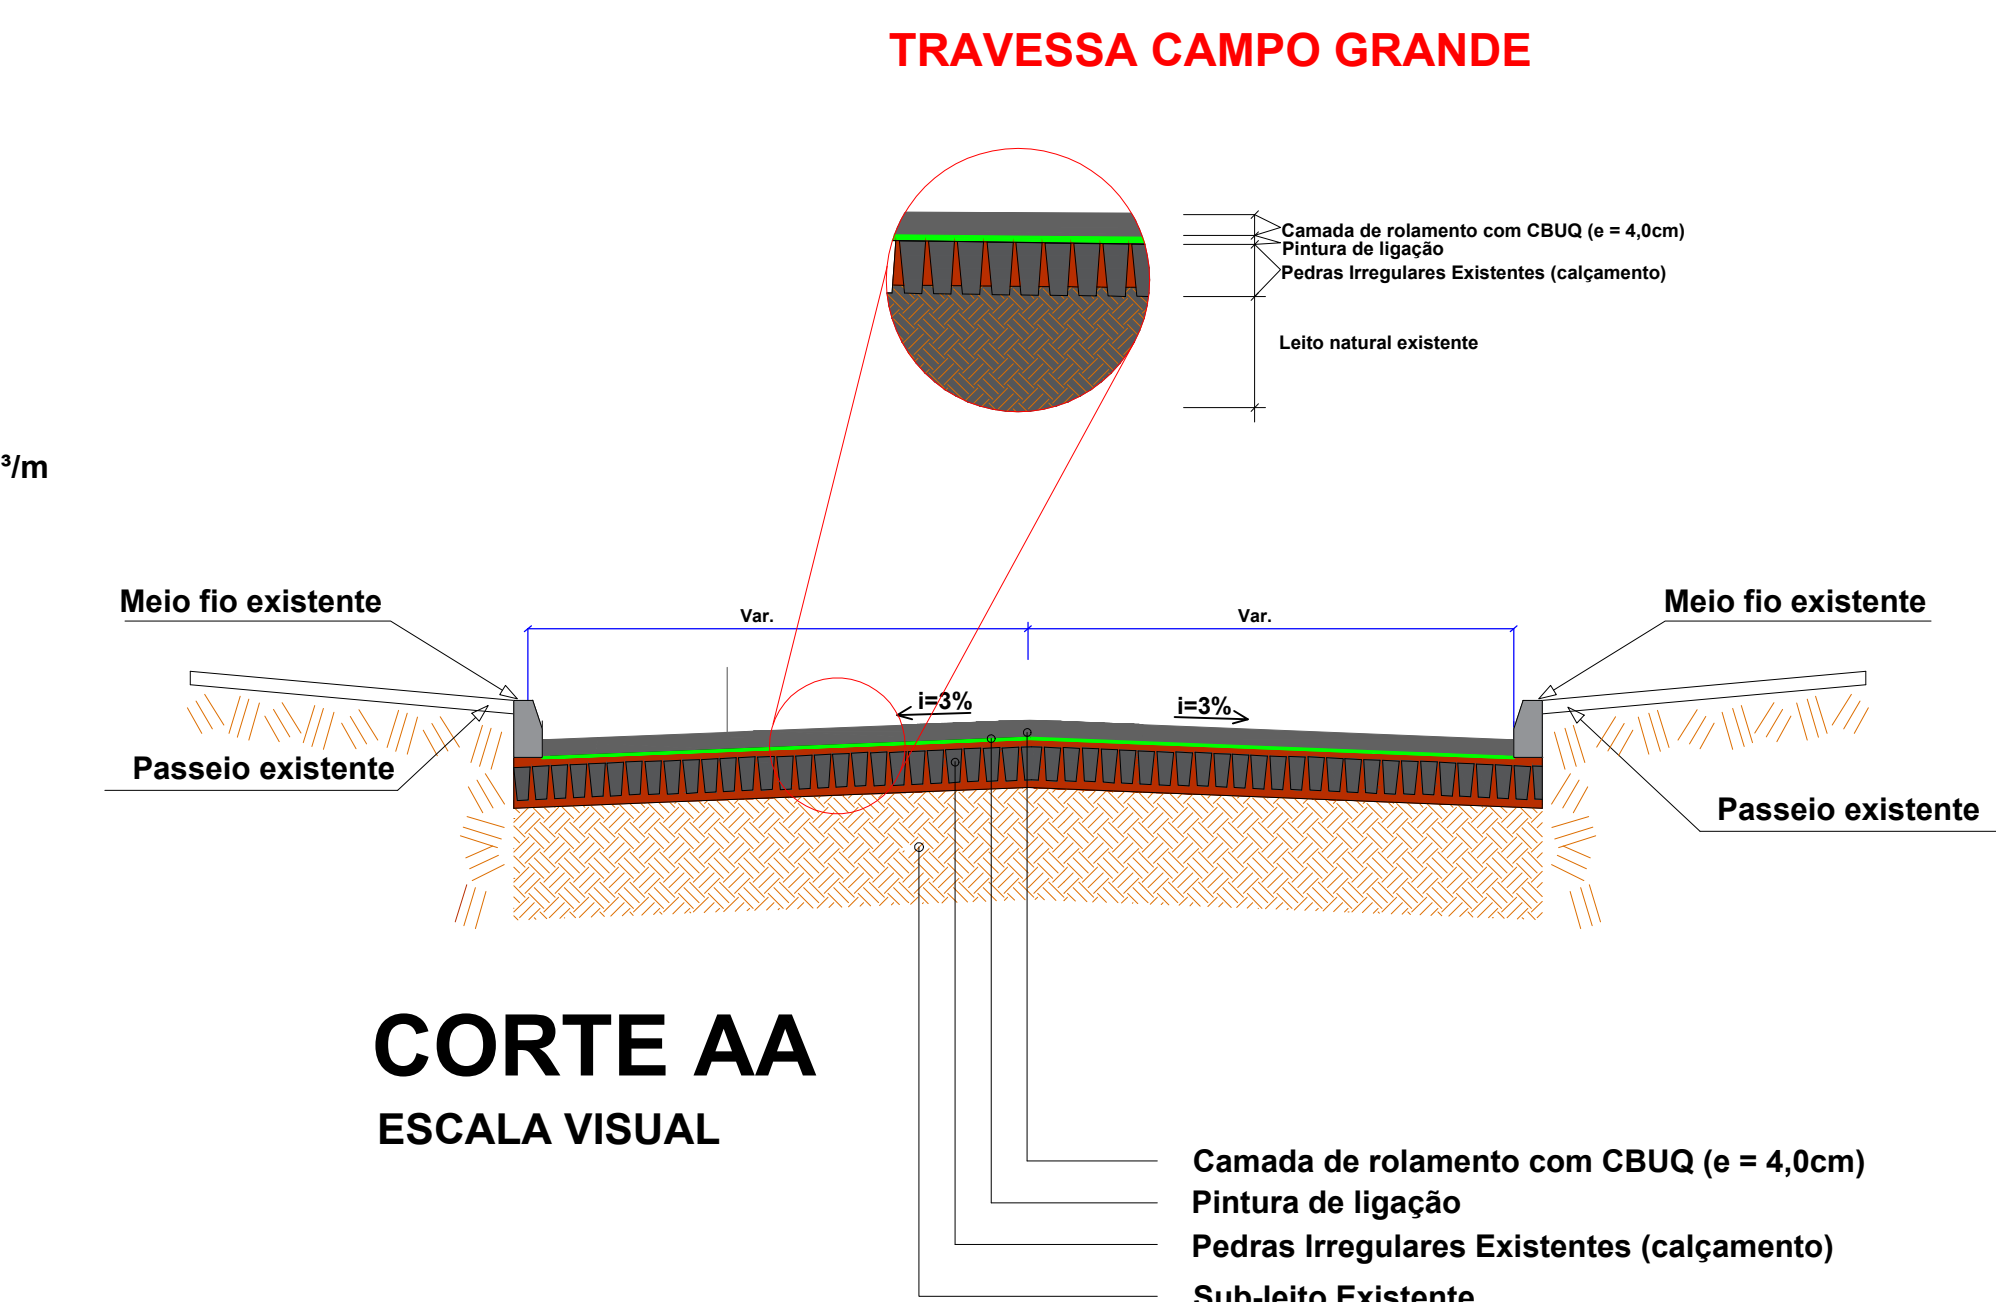 TRAVESSA CAMPO GRANDE
Camada de rolamento com CBUQ (e = 4,0cm)
Pintura de ligação
Pedras Irregulares Existentes (calçamento)
Leito natural existente
³/m
Meio fio existente
Var.
Var.
Meio fio existente
i=3%
i=3%
Passeio existente
Passeio existente
CORTE AA
ESCALA VISUAL
Camada de rolamento com CBUQ (e = 4,0cm)
Pintura de ligação
Pedras Irregulares Existentes (calçamento)
Sub-leito Existente